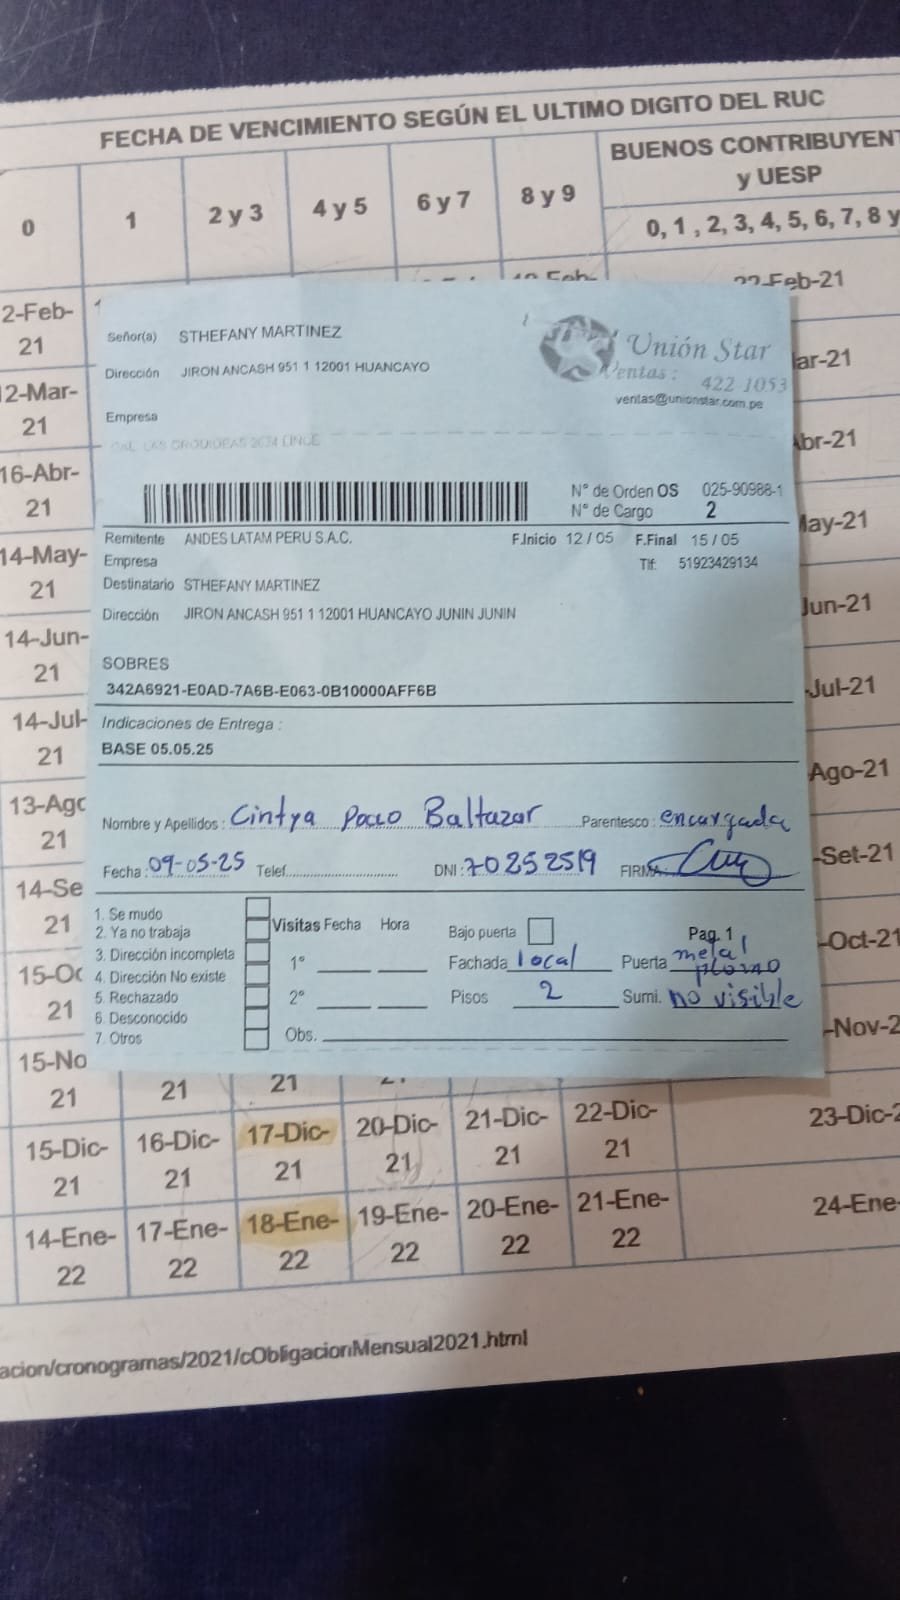 FECHA DE VENCIMIENTO SEGÚN EL ULTIMO DIGITO DEL RUC
BUENOS CONTRIBUYENT
y UESP
0 1 2 y 3 4 y 5 6 y 7 8 y 9
0, 1 , 2, 3, 4, 5, 6, 7, 8 y
2-Feb-
21
22-Feb-21
2-Mar-
21
ar-21
16-Abr-
21
Abr-21
14-May-
21
May-21
14-Jun-
21
Jun-21
14-Jul-
21
-Jul-21
13-Ago
21
Ago-21
14-Se
21
-Set-21
15-Oc
21
-Oct-21
15-No
21 21 21
-Nov-2
Señor(a) STHEFANY MARTINEZ
Dirección JIRON ANCASH 951 1 12001 HUANCAYO
Empresa
CAL LAS ORQUIDEAS 2674 LINCE
Unión Star
Ventas : 422 1053
ventas@unionstar.com.pe
N° de Orden OS 025-90988-1
N° de Cargo 2
Remitente ANDES LATAM PERU S.A.C. F.Inicio 12 / 05 F.Final 15 / 05
Empresa Tlf: 51923429134
Destinatario STHEFANY MARTINEZ
Dirección JIRON ANCASH 951 1 12001 HUANCAYO JUNIN JUNIN
SOBRES
342A6921-E0AD-7A6B-E063-0B10000AFF6B
Indicaciones de Entrega :
BASE 05.05.25
Nombre y Apellidos : Cintya Baltazar Parentesco : encargada
Fecha : 09-05-25 Telef. DNI : 70252519 FIRMA
1. Se mudo
2. Ya no trabaja
3. Dirección incompleta
4. Dirección No existe
5. Rechazado
6. Desconocido
7. Otros
Visitas Fecha Hora
1°
2°
Obs.
Bajo puerta Pag. 1
Fachada local Puerta metal plomo
Pisos 2 Sumi. no visible
15-Dic-21 16-Dic-21 17-Dic-21 20-Dic-21 21-Dic-21 22-Dic-21 23-Dic-2
14-Ene-22 17-Ene-22 18-Ene-22 19-Ene-22 20-Ene-22 21-Ene-22 24-Ene-
acion/cronogramas/2021/cObligacionMensual2021.html